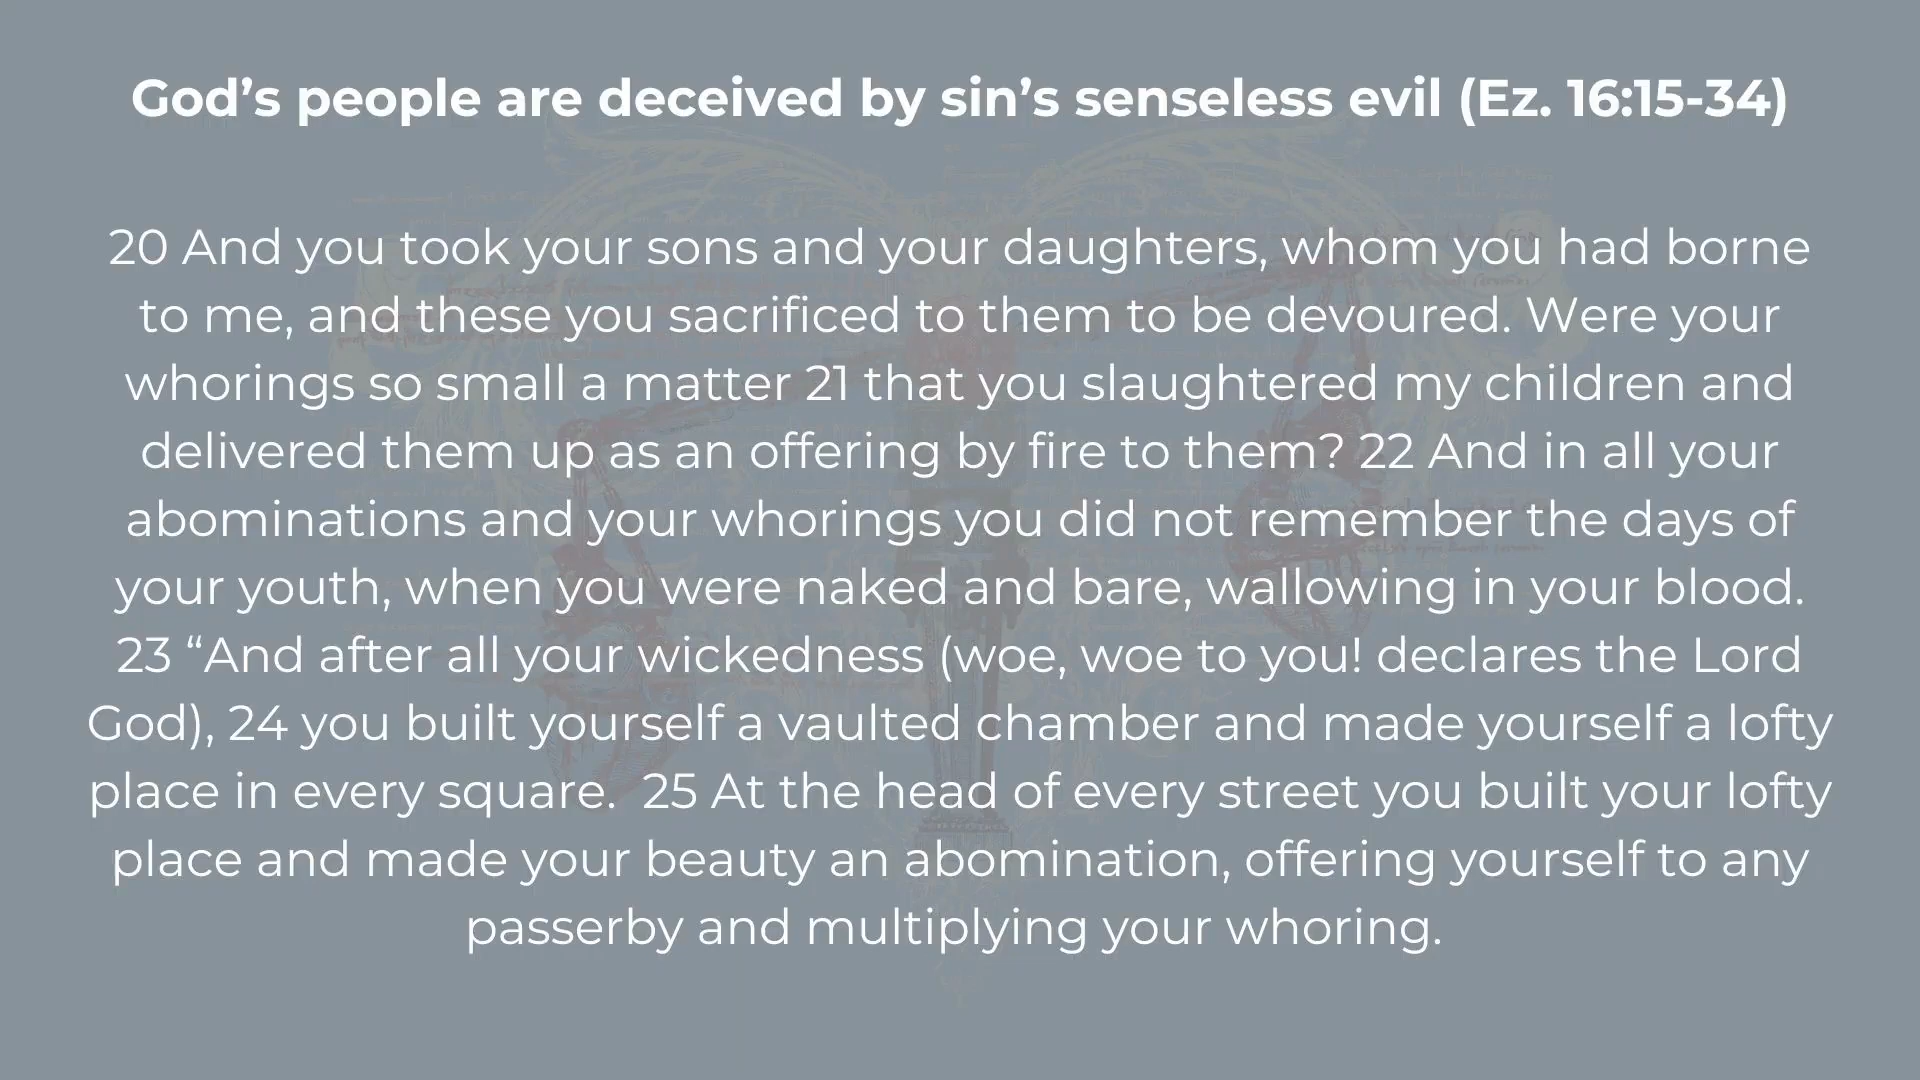 God’s people are deceived by sin’s senseless evil (Ez. 16:15-34)
20 And you took your sons and your daughters, whom you had borne
to me, and these you sacrificed to them to be devoured. Were your
whorings so small a matter 21 that you slaughtered my children and
delivered them up as an offering by fire to them? 22 And in all your
abominations and your whorings you did not remember the days of
your youth, when you were naked and bare, wallowing in your blood.
23 “And after all your wickedness (woe, woe to you! declares the Lord
God), 24 you built yourself a vaulted chamber and made yourself a lofty
place in every square.  25 At the head of every street you built your lofty
place and made your beauty an abomination, offering yourself to any
passerby and multiplying your whoring.